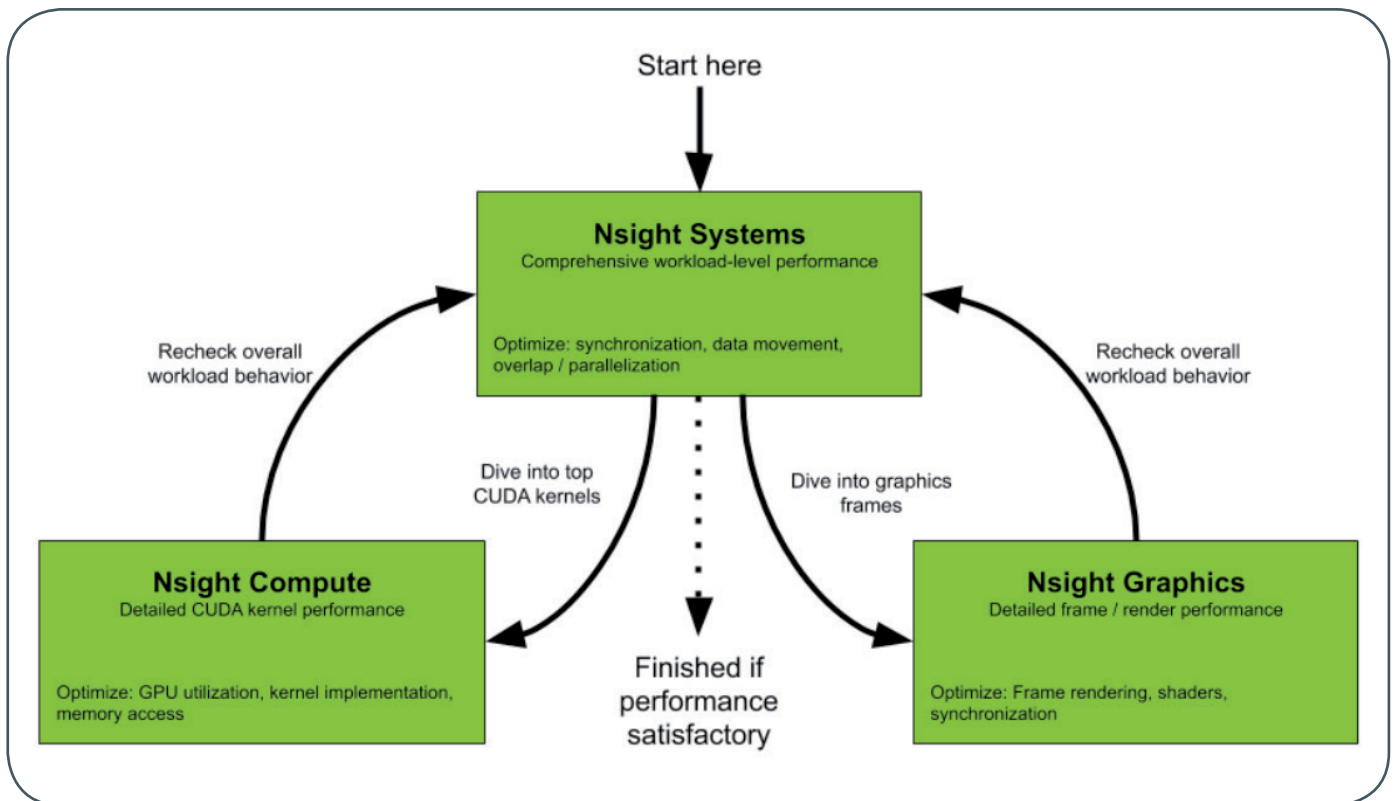 Start here
Nsight Systems
Comprehensive workload-level performance
Optimize: synchronization, data movement,
overlap / parallelization
Recheck overall
workload behavior
Recheck overall
workload behavior
Dive into top
CUDA kernels
Dive into graphics
frames
Nsight Compute
Detailed CUDA kernel performance
Optimize: GPU utilization, kernel implementation,
memory access
Finished if
performance
satisfactory
Nsight Graphics
Detailed frame / render performance
Optimize: Frame rendering, shaders,
synchronization